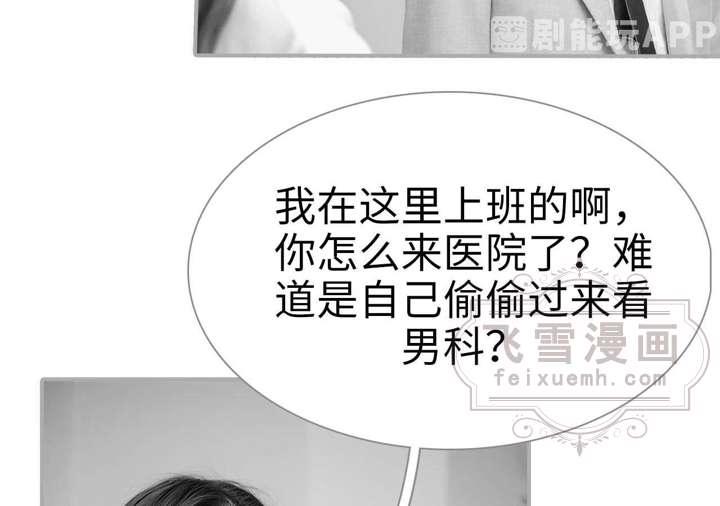 剧能玩APP
我在这里上班的啊，
你怎么来医院了？难
道是自己偷偷过来看
男科？
飞雪漫画
feixuemh.com